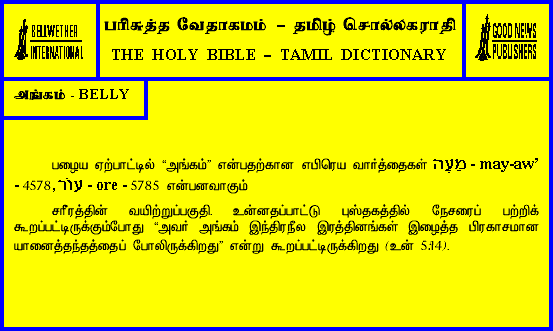 BELLWETHER
INTERNATIONAL
பரிசுத்த வேதாகமம் – தமிழ் சொல்லகராதி
THE HOLY BIBLE – TAMIL DICTIONARY
GOOD NEWS
PUBLISHERS
அங்கம் - BELLY
பழைய ஏற்பாட்டில் “அங்கம்” என்பதற்கான எபிரெய வார்த்தைகள் מֵעָה - may-aw’
- 4578, עוֹר - ore - 5785 என்பனவாகும்
சரீரத்தின் வயிற்றுப்பகுதி. உன்னதப்பாட்டு புஸ்தகத்தில் நேசரைப் பற்றிக்
கூறப்பட்டிருக்கும்போது “அவர் அங்கம் இந்திரநீல இரத்தினங்கள் இழைத்த பிரகாசமான
யானைத்தந்தத்தைப் போலிருக்கிறது” என்று கூறப்பட்டிருக்கிறது (உன் 5:14).